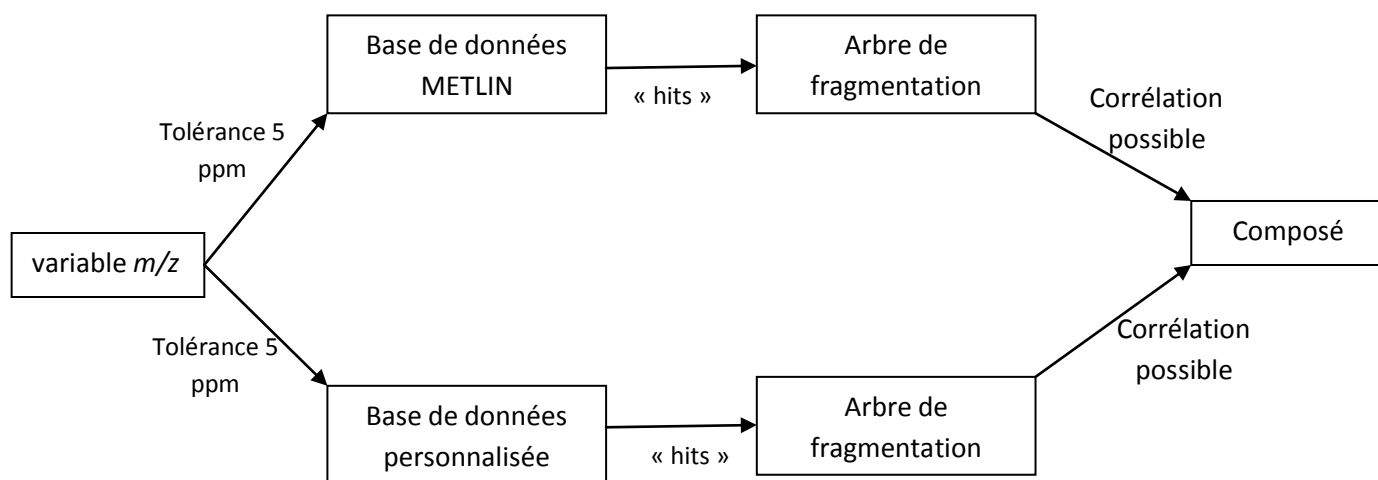 Base de données
METLIN
« hits »
Arbre de
fragmentation
Corrélation
possible
Tolérance 5
ppm
variable m/z
Composé
Tolérance 5
ppm
Base de données
personnalisée
« hits »
Arbre de
fragmentation
Corrélation
possible